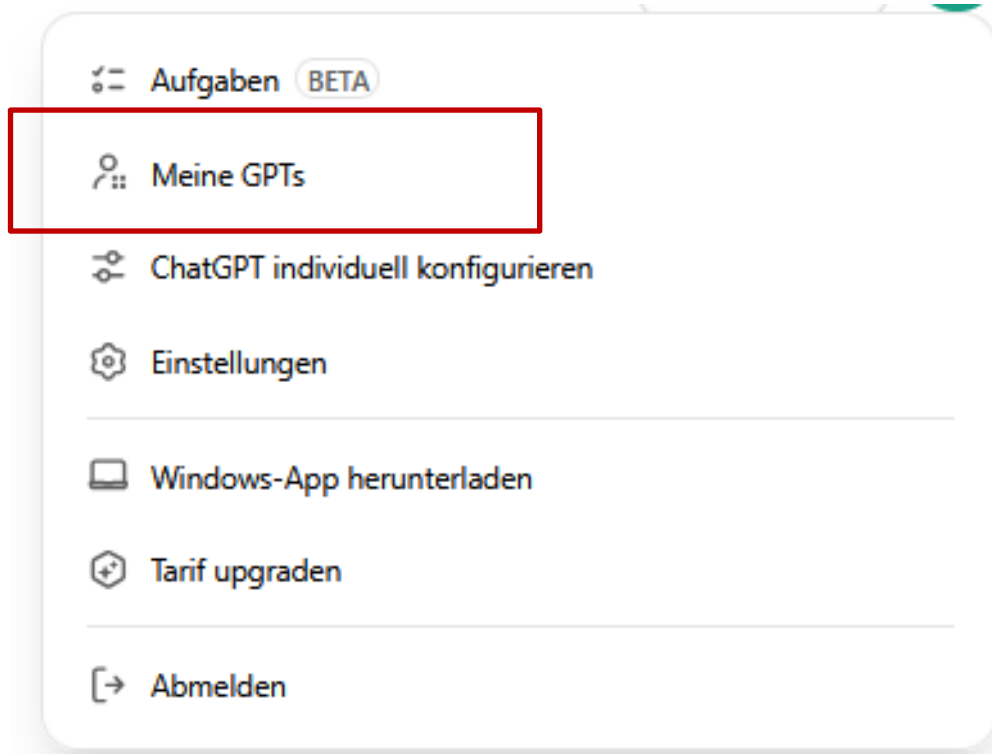 Aufgaben BETA
Meine GPTs
ChatGPT individuell konfigurieren
Einstellungen
Windows-App herunterladen
Tarif upgraden
Abmelden